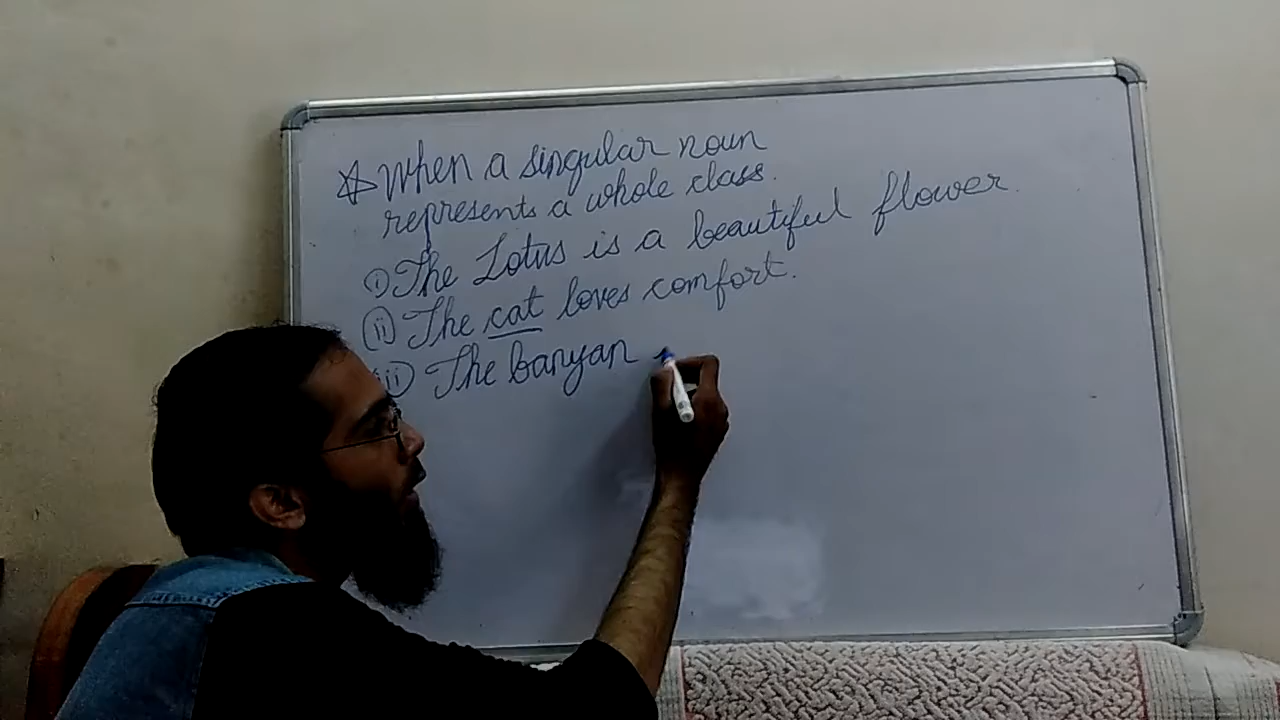 ☆ When a singular noun
represents a whole class.
(i) The Lotus is a beautiful flower.
(ii) The cat loves comfort.
(iii) The banyan